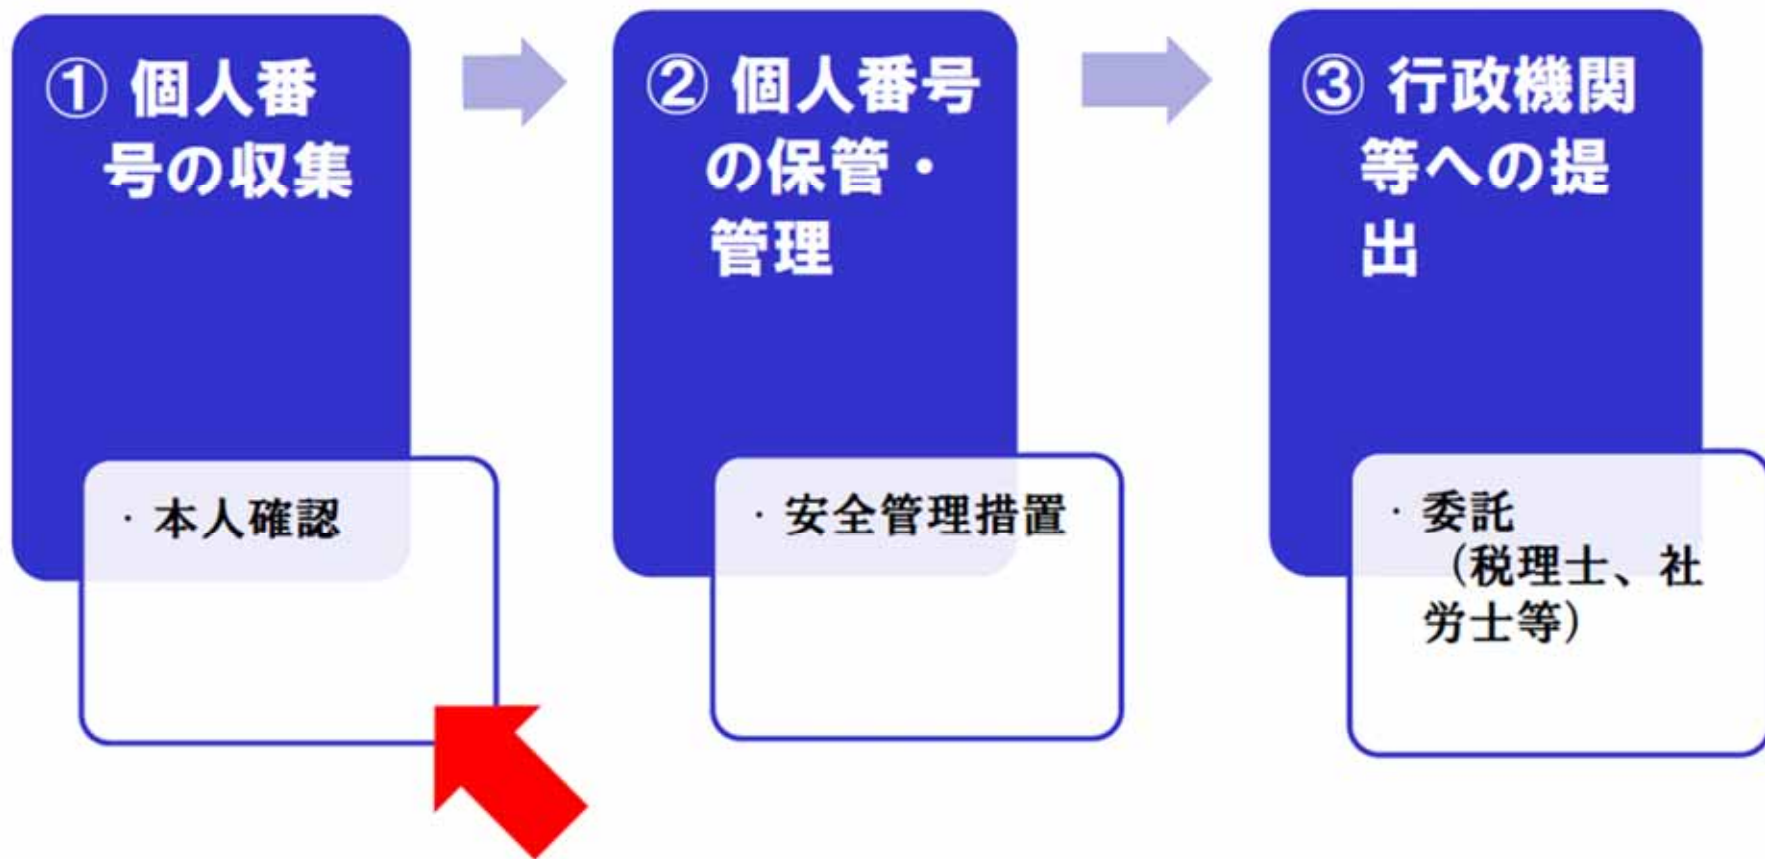 ① 個人番
号の収集
・本人確認
② 個人番号
の保管・
管理
・安全管理措置
③ 行政機関
等への提
出
・委託
（税理士、社
労士等）